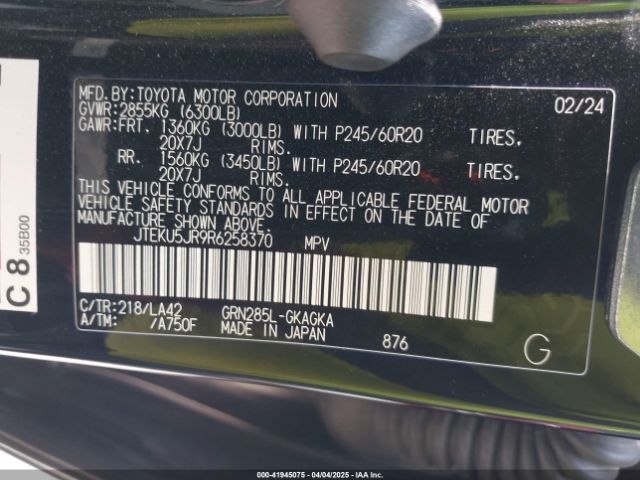 MFD.BY:TOYOTA MOTOR CORPORATION 02/24
GVWR:2855KG (6300LB)
GAWR:FRT. 1360KG (3000LB) WITH P245/60R20 TIRES,
20X7J RIMS.
RR. 1560KG (3450LB) WITH P245/60R20 TIRES,
20X7J RIMS.
THIS VEHICLE CONFORMS TO ALL APPLICABLE FEDERAL MOTOR
VEHICLE SAFETY STANDARDS IN EFFECT ON THE DATE OF
MANUFACTURE SHOWN ABOVE.
JTEKU5JR9R6258370 MPV
C/TR:218/LA42 GRN285L-GKAGKA
A/TM: /A750F MADE IN JAPAN 876 G
C 8 35B00
000-41945075 - 04/04/2025 - IAAI Canada